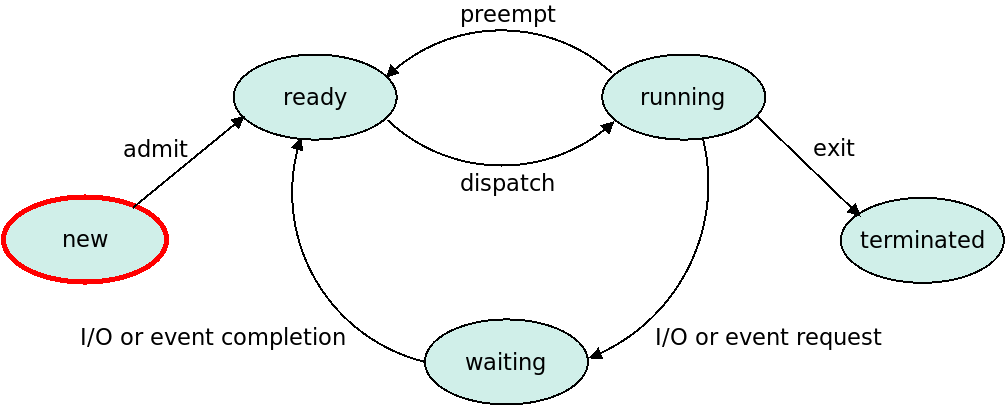 preempt
ready
running
admit
exit
dispatch
new
terminated
I/O or event completion
I/O or event request
waiting